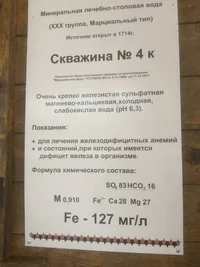 Минеральная лечебно-столовая вода
(XXX группа, Марциальный тип)
Источник открыт в 1714г.
Скважина № 4 к
Очень крепко железистая сульфатная
магниево-кальциевая,холодная,
слабокислая вода (pH 6,3).
Показания:
• для лечения железодефицитных анемий
• и состояний,при которых имеется
дефицит железа в организме.
Формула химического состава:
SO₄ 83 HCO₃ 16
M 0,910 Fe Ca 28 Mg 27
Fe - 127 мг/л